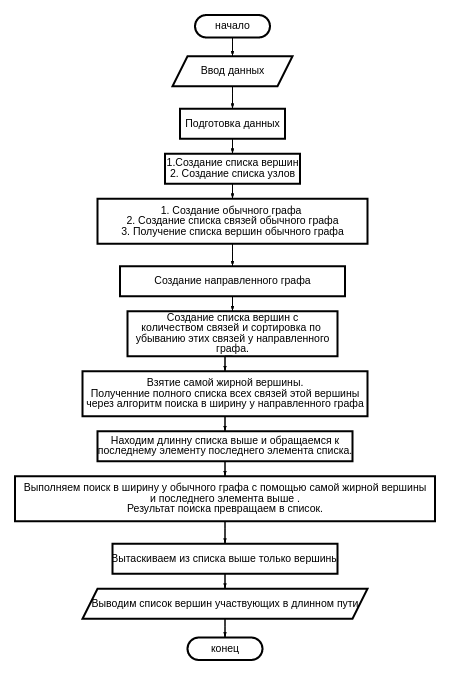 начало
Ввод данных
Подготовка данных
1.Создание списка вершин
2. Создание списка узлов
1. Создание обычного графа
2. Создание списка связей обычного графа
3. Получение списка вершин обычного графа
Создание направленного графа
Создание списка вершин с
количеством связей и сортировка по
убыванию этих связей у направленного
графа.
Взятие самой жирной вершины.
Полученние полного списка всех связей этой вершины
через алгоритм поиска в ширину у направленного графа
Находим длинну списка выше и обращаемся к
последнему элементу последнего элемента списка.
Выполняем поиск в ширину у обычного графа с помощью самой жирной вершины
и последнего элемента выше .
Результат поиска превращаем в список.
Вытаскиваем из списка выше только вершины
Выводим список вершин участвующих в длинном пути
конец